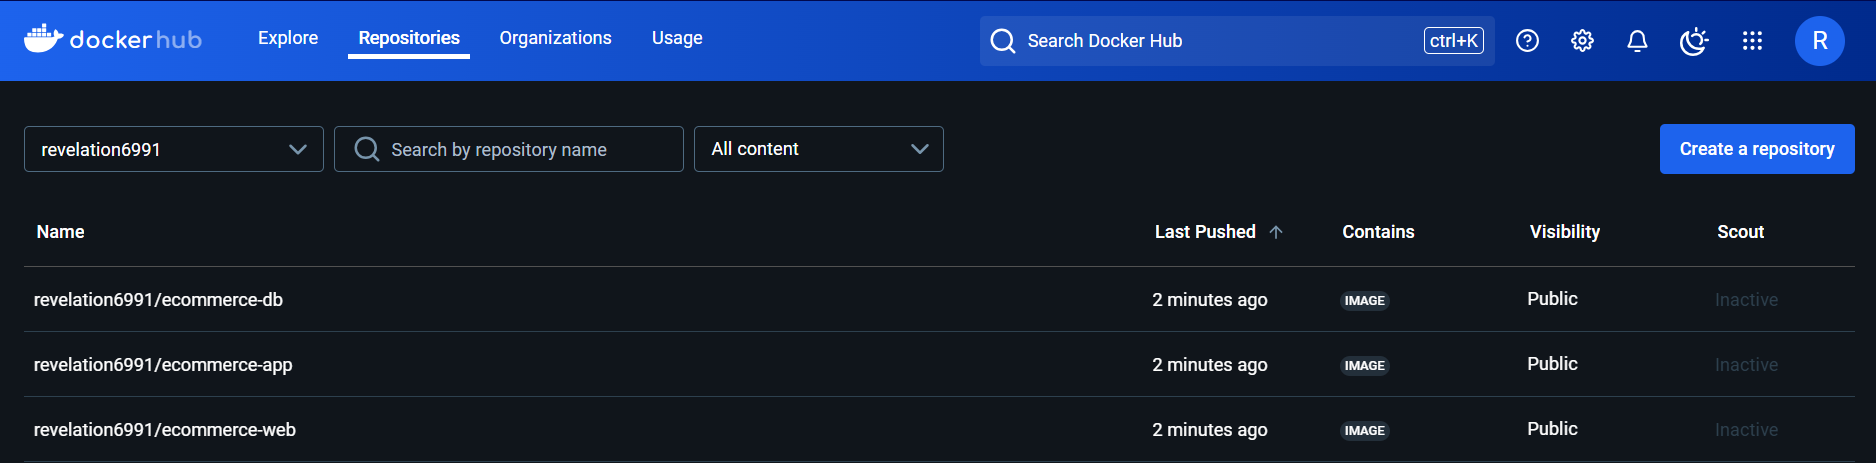 docker hub Explore Repositories Organizations Usage Search Docker Hub ctrl+K R
revelation6991 Search by repository name All content Create a repository
Name Last Pushed Contains Visibility Scout
revelation6991/ecommerce-db 2 minutes ago IMAGE Public Inactive
revelation6991/ecommerce-app 2 minutes ago IMAGE Public Inactive
revelation6991/ecommerce-web 2 minutes ago IMAGE Public Inactive